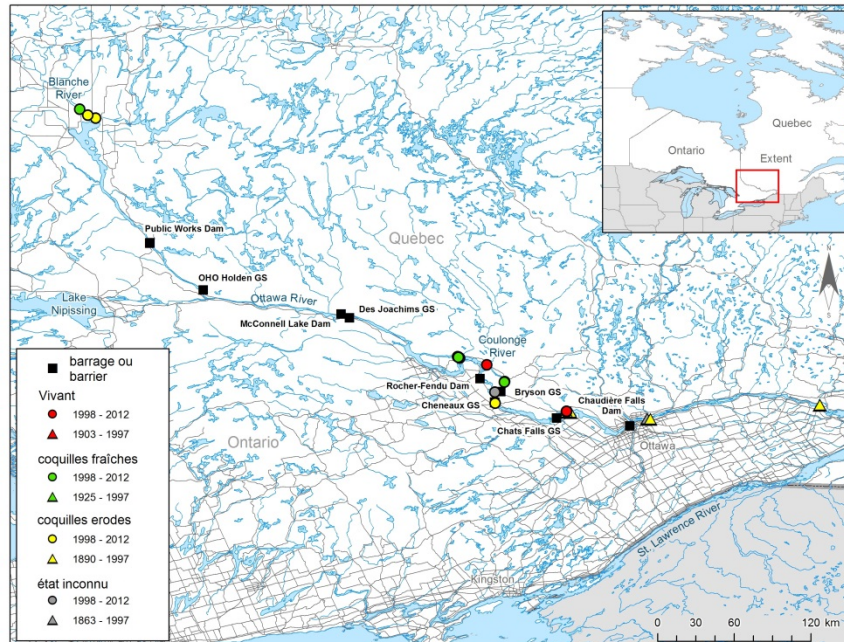 Blanche
River
Public Works Dam
OHO Holden GS
Quebec
Lake
Nipissing
Ottawa River
Des Joachims GS
McConnell Lake Dam
Coulonge
River
Rocher-Fendu Dam
Bryson GS
Cheneaux GS
Chaudière Falls
Dam
Chats Falls GS
Ottawa
Ontario
St. Lawrence River
Kingston
Ontario
Quebec
Extent
N
S
barrage ou
barrier
Vivant
1998 - 2012
1903 - 1997
coquilles fraîches
1998 - 2012
1925 - 1997
coquilles erodes
1998 - 2012
1890 - 1997
état inconnu
1998 - 2012
1863 - 1997
0 30 60 90 120
km